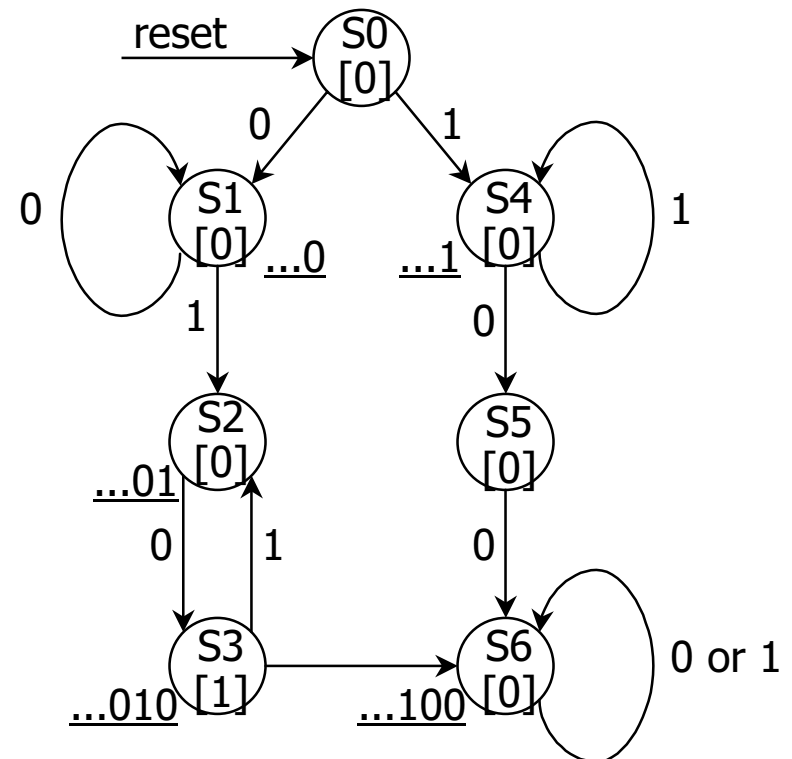 reset
S0
[0]
0
1
0
S1
[0]
...0
...1
S4
[0]
1
1
0
S2
[0]
...01
S5
[0]
0
1
0
S3
[1]
...010
...100
S6
[0]
0 or 1